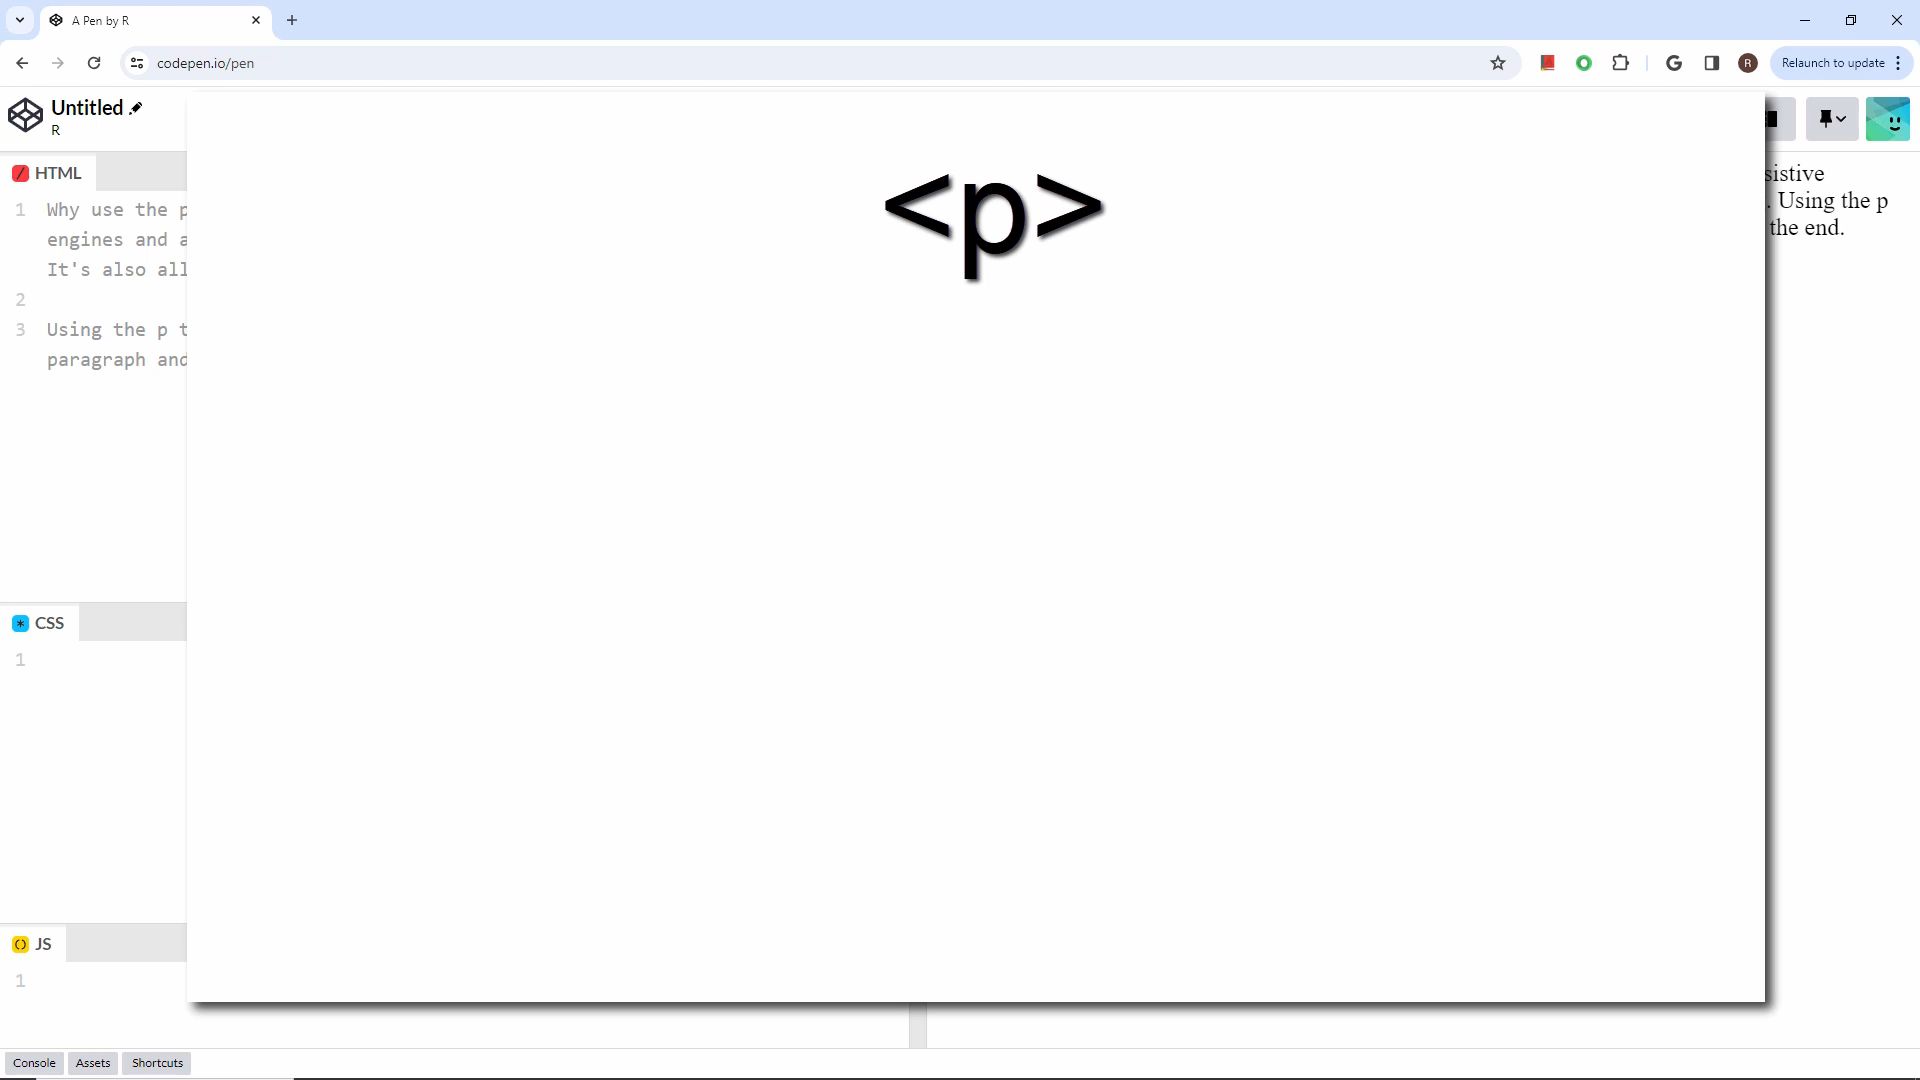 A Pen by R
codepen.io/pen
R
Relaunch to update
Untitled
R
HTML
1 Why use the p
engines and a
It's also all
2
3 Using the p t
paragraph and
<p>
sistive
. Using the p
the end.
CSS
1
JS
1
Console Assets Shortcuts